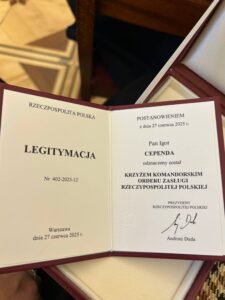 RZECZPOSPOLITA POLSKA
LEGITYMACJA
Nr 402-2025-12
Warszawa
dnia 27 czerwca 2025 r.
POSTANOWIENIEM
z dnia 27 czerwca 2025 r.
Pan Igor
CEPENDA
odznaczony został
KRZYŻEM KOMANDORSKIM
ORDERU ZASŁUGI
RZECZYPOSPOLITEJ POLSKIEJ
PREZYDENT
RZECZYPOSPOLITEJ POLSKIEJ
Andrzej Duda